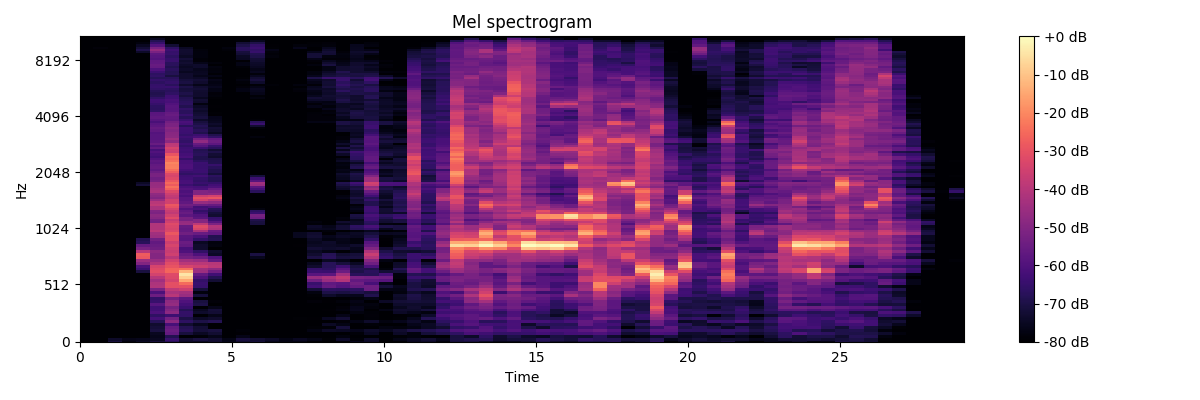 Mel spectrogram
8192
4096
2048
1024
512
0
Hz
0 5 10 15 20 25
Time
+0 dB
-10 dB
-20 dB
-30 dB
-40 dB
-50 dB
-60 dB
-70 dB
-80 dB